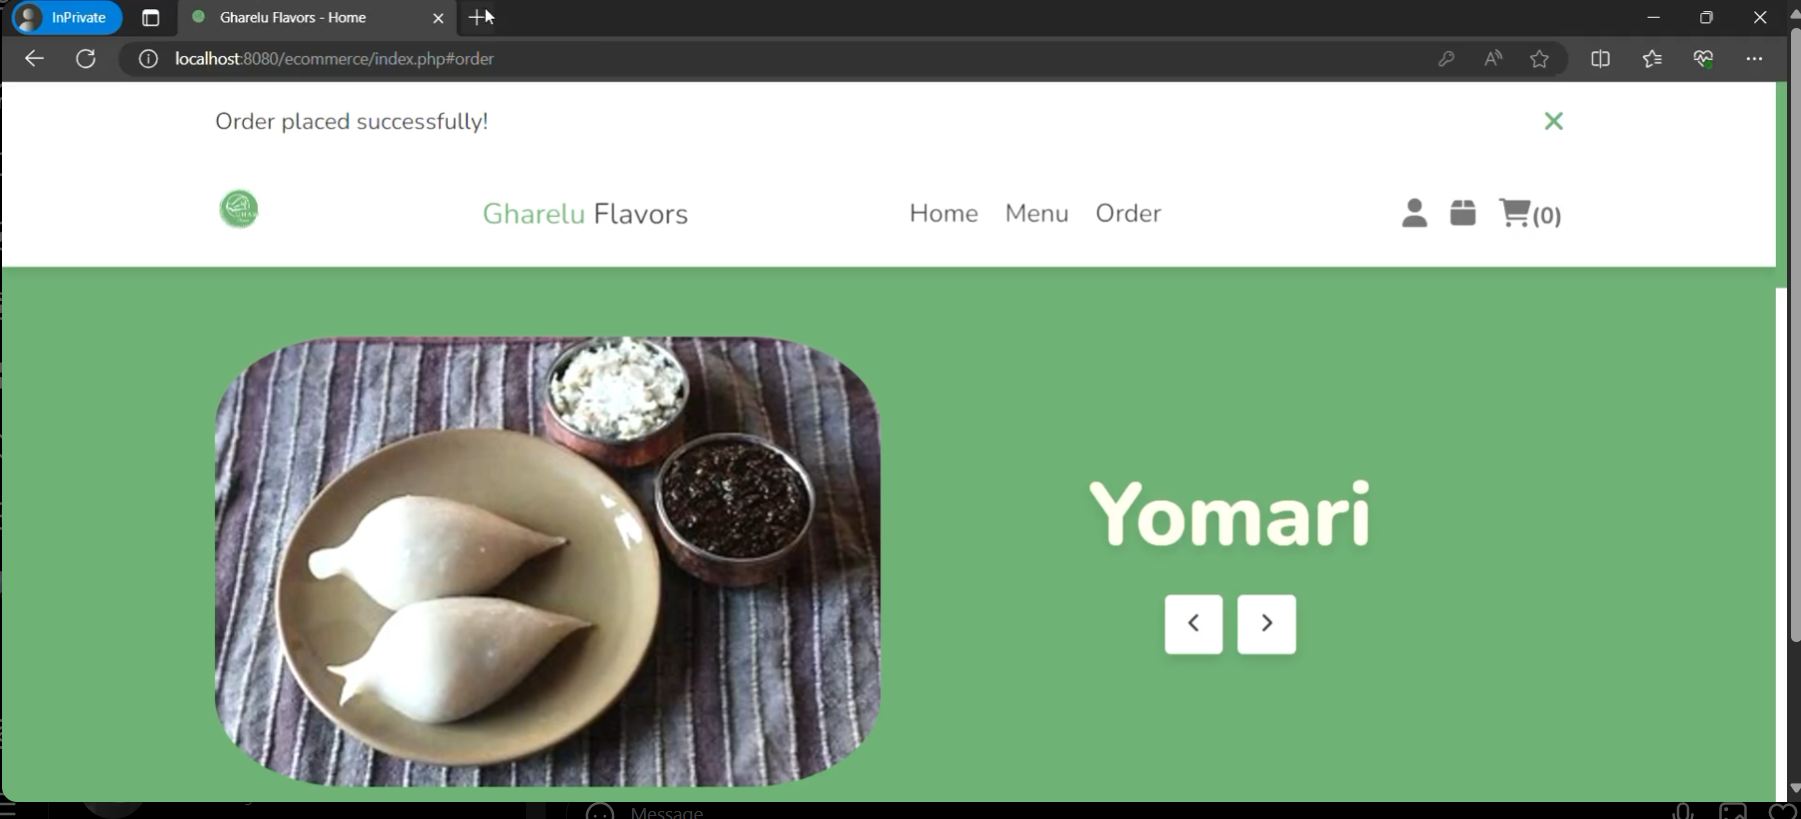 InPrivate
Gharelu Flavors - Home
localhost:8080/ecommerce/index.php#order
Order placed successfully!
Gharelu Flavors
Home Menu Order
(0)
Yomari
Message